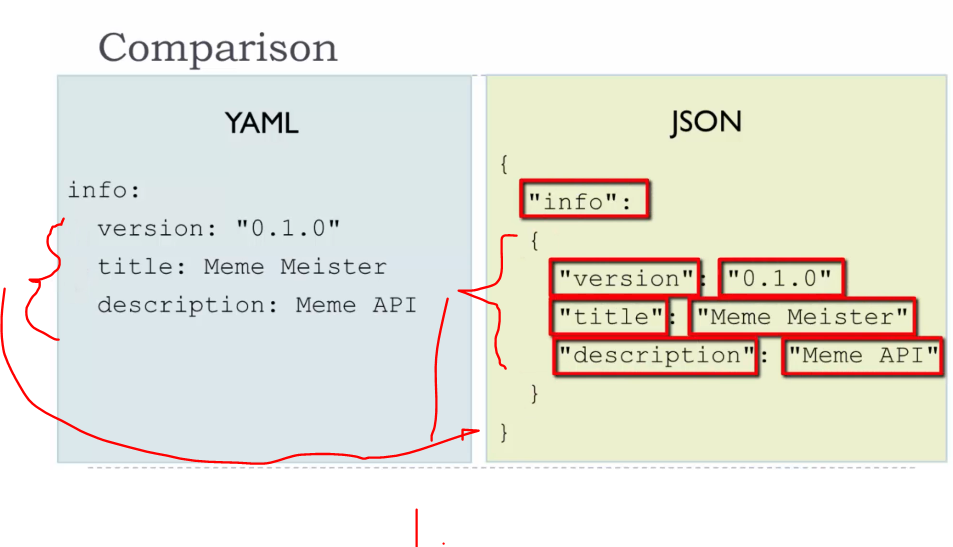 Comparison
YAML
info:
  version: "0.1.0"
  title: Meme Meister
  description: Meme API
JSON
{
  "info":
  {
    "version": "0.1.0"
    "title": "Meme Meister"
    "description": "Meme API"
  }
}